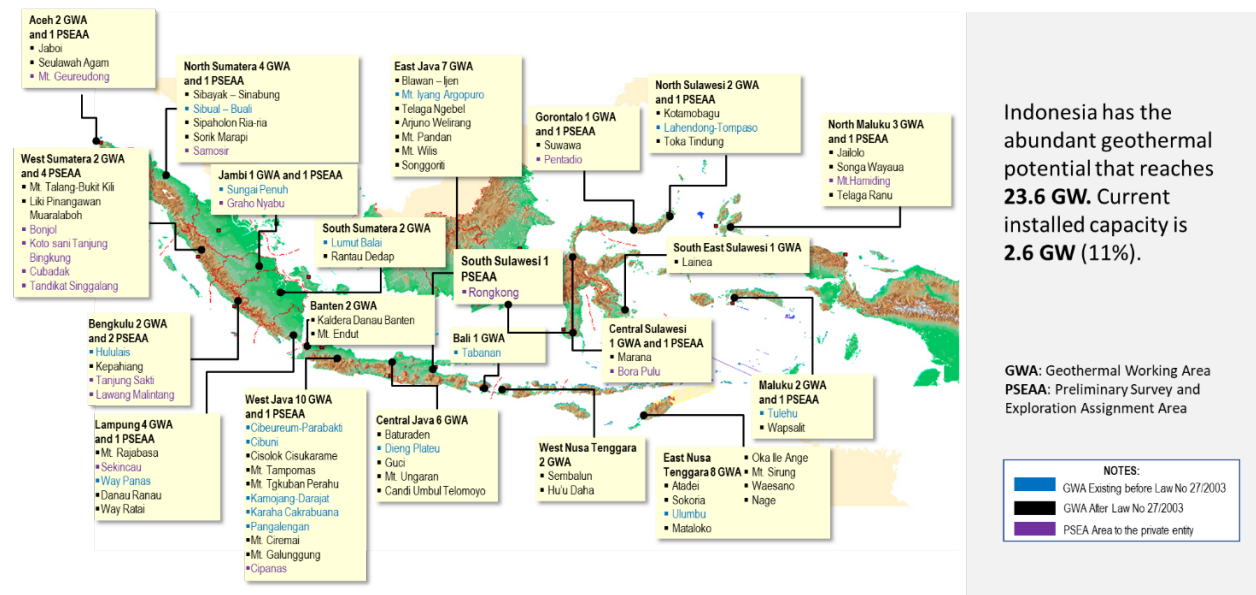 Aceh 2 GWA
and 1 PSEAA
▪ Jaboi
▪ Seulawah Agam
▪ Mt. Geureudong
North Sumatera 4 GWA
and 1 PSEAA
▪ Sibayak – Sinabung
▪ Sibual – Buali
▪ Sipaholon Ria-ria
▪ Sorik Marapi
▪ Samosir
East Java 7 GWA
▪ Blawan – Ijen
▪ Mt. Iyang Argopuro
▪ Telaga Ngebel
▪ Arjuno Welirang
▪ Mt. Pandan
▪ Mt. Wilis
▪ Songgoriti
Gorontalo 1 GWA
and 1 PSEAA
▪ Suwawa
▪ Pentadio
North Sulawesi 2 GWA
and 1 PSEAA
▪ Kotamobagu
▪ Lahendong-Tompaso
▪ Toka Tindung
North Maluku 3 GWA
and 1 PSEAA
▪ Jailolo
▪ Songa Wayaua
▪ Mt.Hamiding
▪ Telaga Ranu
West Sumatera 2 GWA
and 4 PSEAA
▪ Mt. Talang-Bukit Kili
▪ Liki Pinangawan
Muaralaboh
▪ Bonjol
▪ Koto sani Tanjung
Bingkung
▪ Cubadak
▪ Tandikat Singgalang
Jambi 1 GWA and 1 PSEAA
▪ Sungai Penuh
▪ Graho Nyabu
South Sumatera 2 GWA
▪ Lumut Balai
▪ Rantau Dedap
South Sulawesi 1
PSEAA
▪ Rongkong
South East Sulawesi 1 GWA
▪ Lainea
Banten 2 GWA
▪ Kaldera Danau Banten
▪ Mt. Endut
Bengkulu 2 GWA
and 2 PSEAA
▪ Hululais
▪ Kepahiang
▪ Tanjung Sakti
▪ Lawang Malintang
Bali 1 GWA
▪ Tabanan
Central Sulawesi
1 GWA and 1 PSEAA
▪ Marana
▪ Bora Pulu
Maluku 2 GWA
and 1 PSEAA
▪ Tulehu
▪ Wapsalit
Lampung 4 GWA
and 1 PSEAA
▪ Mt. Rajabasa
▪ Sekincau
▪ Way Panas
▪ Danau Ranau
▪ Way Ratai
West Java 10 GWA
and 1 PSEAA
▪ Cibeureum-Parabakti
▪ Cibuni
▪ Cisolok Cisukarame
▪ Mt. Tampomas
▪ Mt. Tgkuban Perahu
▪ Kamojang-Darajat
▪ Karaha Cakrabuana
▪ Pangalengan
▪ Mt. Ciremai
▪ Mt. Galunggung
▪ Cipanas
Central Java 6 GWA
▪ Baturaden
▪ Dieng Plateu
▪ Guci
▪ Mt. Ungaran
▪ Candi Umbul Telomoyo
West Nusa Tenggara
2 GWA
▪ Sembalun
▪ Hu'u Daha
East Nusa
Tenggara 8 GWA
▪ Atadei
▪ Sokoria
▪ Ulumbu
▪ Mataloko
▪ Oka Ile Ange
▪ Mt. Sirung
▪ Waesano
▪ Nage
Indonesia has the
abundant geothermal
potential that reaches
23.6 GW. Current
installed capacity is
2.6 GW (11%).
GWA: Geothermal Working Area
PSEAA: Preliminary Survey and
Exploration Assignment Area
NOTES:
GWA Existing before Law No 27/2003
GWA After Law No 27/2003
PSEA Area to the private entity